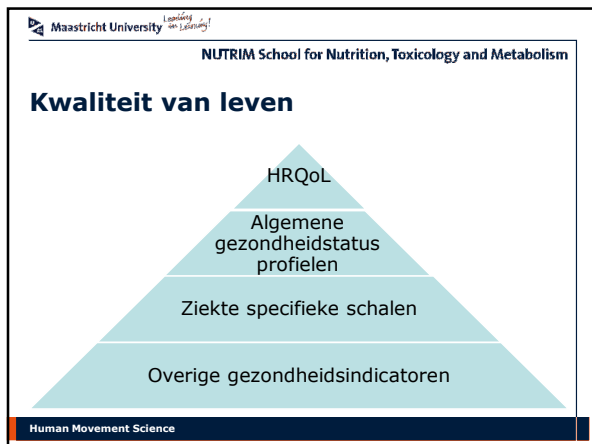 Maastricht University Leading in Learning!
NUTRIM School for Nutrition, Toxicology and Metabolism
Kwaliteit van leven
HRQoL
Algemene
gezondheidstatus
profielen
Ziekte specifieke schalen
Overige gezondheidsindicatoren
Human Movement Science